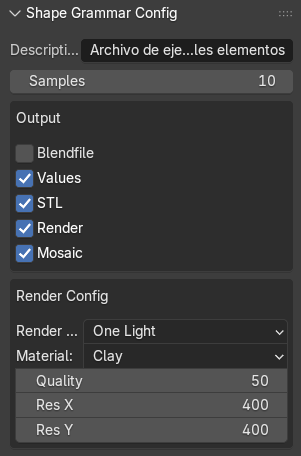 Shape Grammar Config
Descripti... Archivo de eje...les elementos
Samples 10
Output
Blendfile
Values
STL
Render
Mosaic
Render Config
Render ... One Light
Material: Clay
Quality 50
Res X 400
Res Y 400